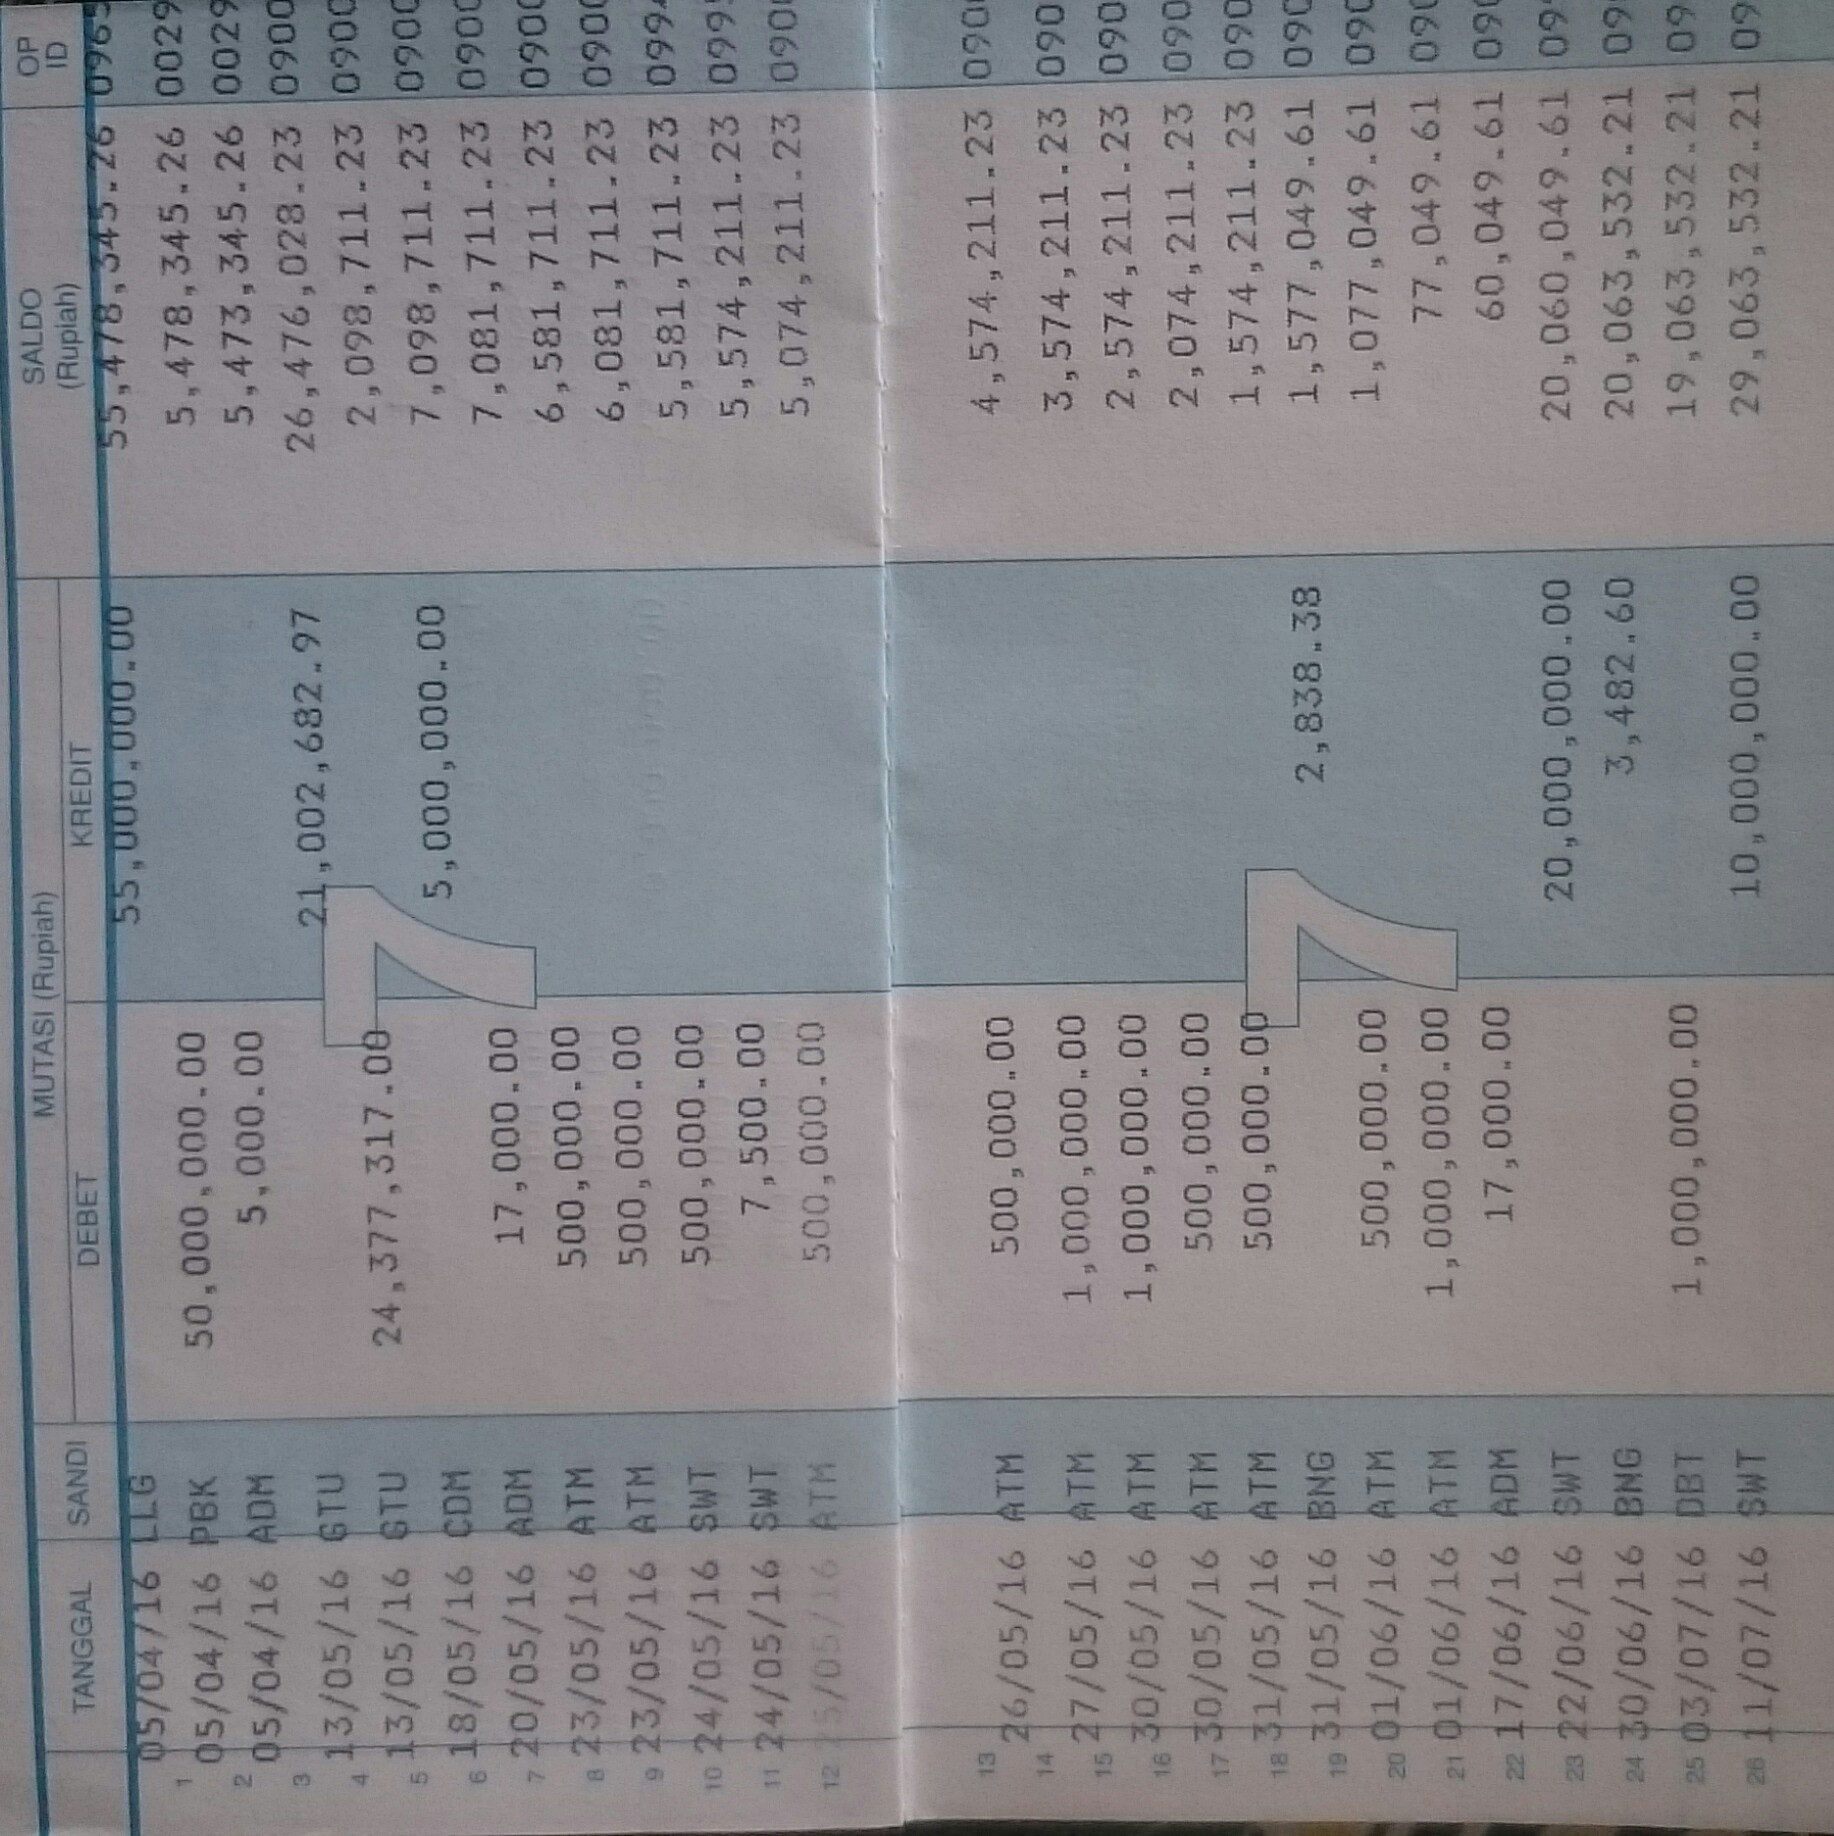 TANGGAL SANDI MUTASI (Rupiah) SALDO (Rupiah) OP ID
DEBET KREDIT
05/04/16 LLG 55,000,000.00 55,478,345.26 0965
1 05/04/16 PBK 50,000,000.00 5,478,345.26 0029
2 05/04/16 ADM 5,000.00 5,473,345.26 0029
3 13/05/16 GTU 21,002,682.97 26,476,028.23 0900
4 13/05/16 GTU 24,377,317.00 2,098,711.23 0900
5 18/05/16 CDM 5,000,000.00 7,098,711.23 0900
6 20/05/16 ADM 17,000.00 7,081,711.23 0900
7 23/05/16 ATM 500,000.00 6,581,711.23 0900
8 23/05/16 ATM 500,000.00 6,081,711.23 0900
9 24/05/16 SWT 500,000.00 5,581,711.23 099
10 24/05/16 SWT 7,500.00 5,574,211.23 099
11 25/05/16 ATM 500,000.00 5,074,211.23 090
12
7
13 26/05/16 ATM 500,000.00 4,574,211.23 090
14 27/05/16 ATM 1,000,000.00 3,574,211.23 090
15 30/05/16 ATM 1,000,000.00 2,574,211.23 090
16 30/05/16 ATM 500,000.00 2,074,211.23 090
17 31/05/16 ATM 500,000.00 1,574,211.23 090
18 31/05/16 BNG 2,838.38 1,577,049.61 090
19 01/06/16 ATM 500,000.00 1,077,049.61 090
20 01/06/16 ATM 1,000,000.00 77,049.61 090
21 17/06/16 ADM 17,000.00 60,049.61 090
22 22/06/16 SWT 20,000,000.00 20,060,049.61 09
23 30/06/16 BNG 3,482.60 20,063,532.21 09
24 03/07/16 DBT 1,000,000.00 19,063,532.21 09
25 11/07/16 SWT 10,000,000.00 29,063,532.21 09
26
7